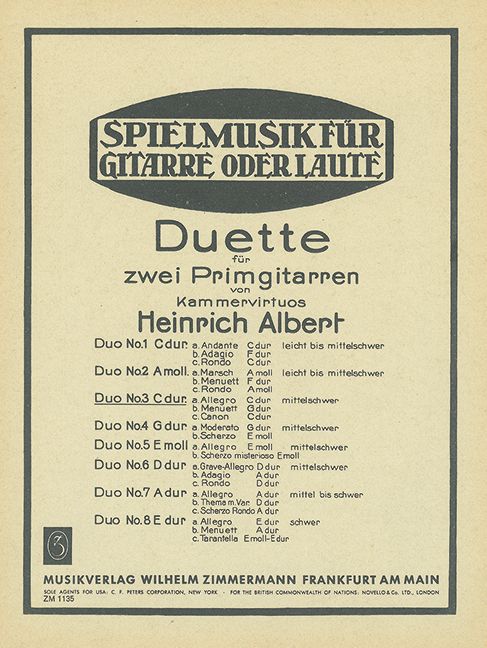 SPIELMUSIK FÜR
GITARRE ODER LAUTE
Duette
für
zwei Primgitarren
von
Kammervirtuos
Heinrich Albert
Duo No.1 C dur. a. Andante C dur leicht bis mittelschwer
b. Adagio F dur
c. Rondo C dur
Duo No.2 A moll. a. Marsch A moll leicht bis mittelschwer
b. Menuett F dur
c. Rondo A moll
Duo No.3 C dur. a. Allegro C dur mittelschwer
b. Menuett G dur
c. Canon C dur
Duo No.4 G dur a. Moderato G dur mittelschwer
b. Scherzo E moll
Duo No.5 E moll a. Allegro E moll mittelschwer
b. Scherzo misterioso E moll
Duo No.6 D dur a. Grave-Allegro D dur mittelschwer
b. Adagio A dur
c. Rondo D dur
Duo No.7 A dur a. Allegro A dur mittel bis schwer
b. Thema m. Var. D dur
c. Scherzo Rondo A dur
Duo No.8 E dur a. Allegro E dur schwer
b. Menuett A dur
c. Tarantella E moll-E dur
MUSIKVERLAG WILHELM ZIMMERMANN FRANKFURT AM MAIN
SOLE AGENTS FOR USA: C. F. PETERS CORPORATION, NEW YORK · FOR THE BRITISH COMMONWEALTH OF NATIONS: NOVELLO & Co. LTD., LONDON
ZM 1135